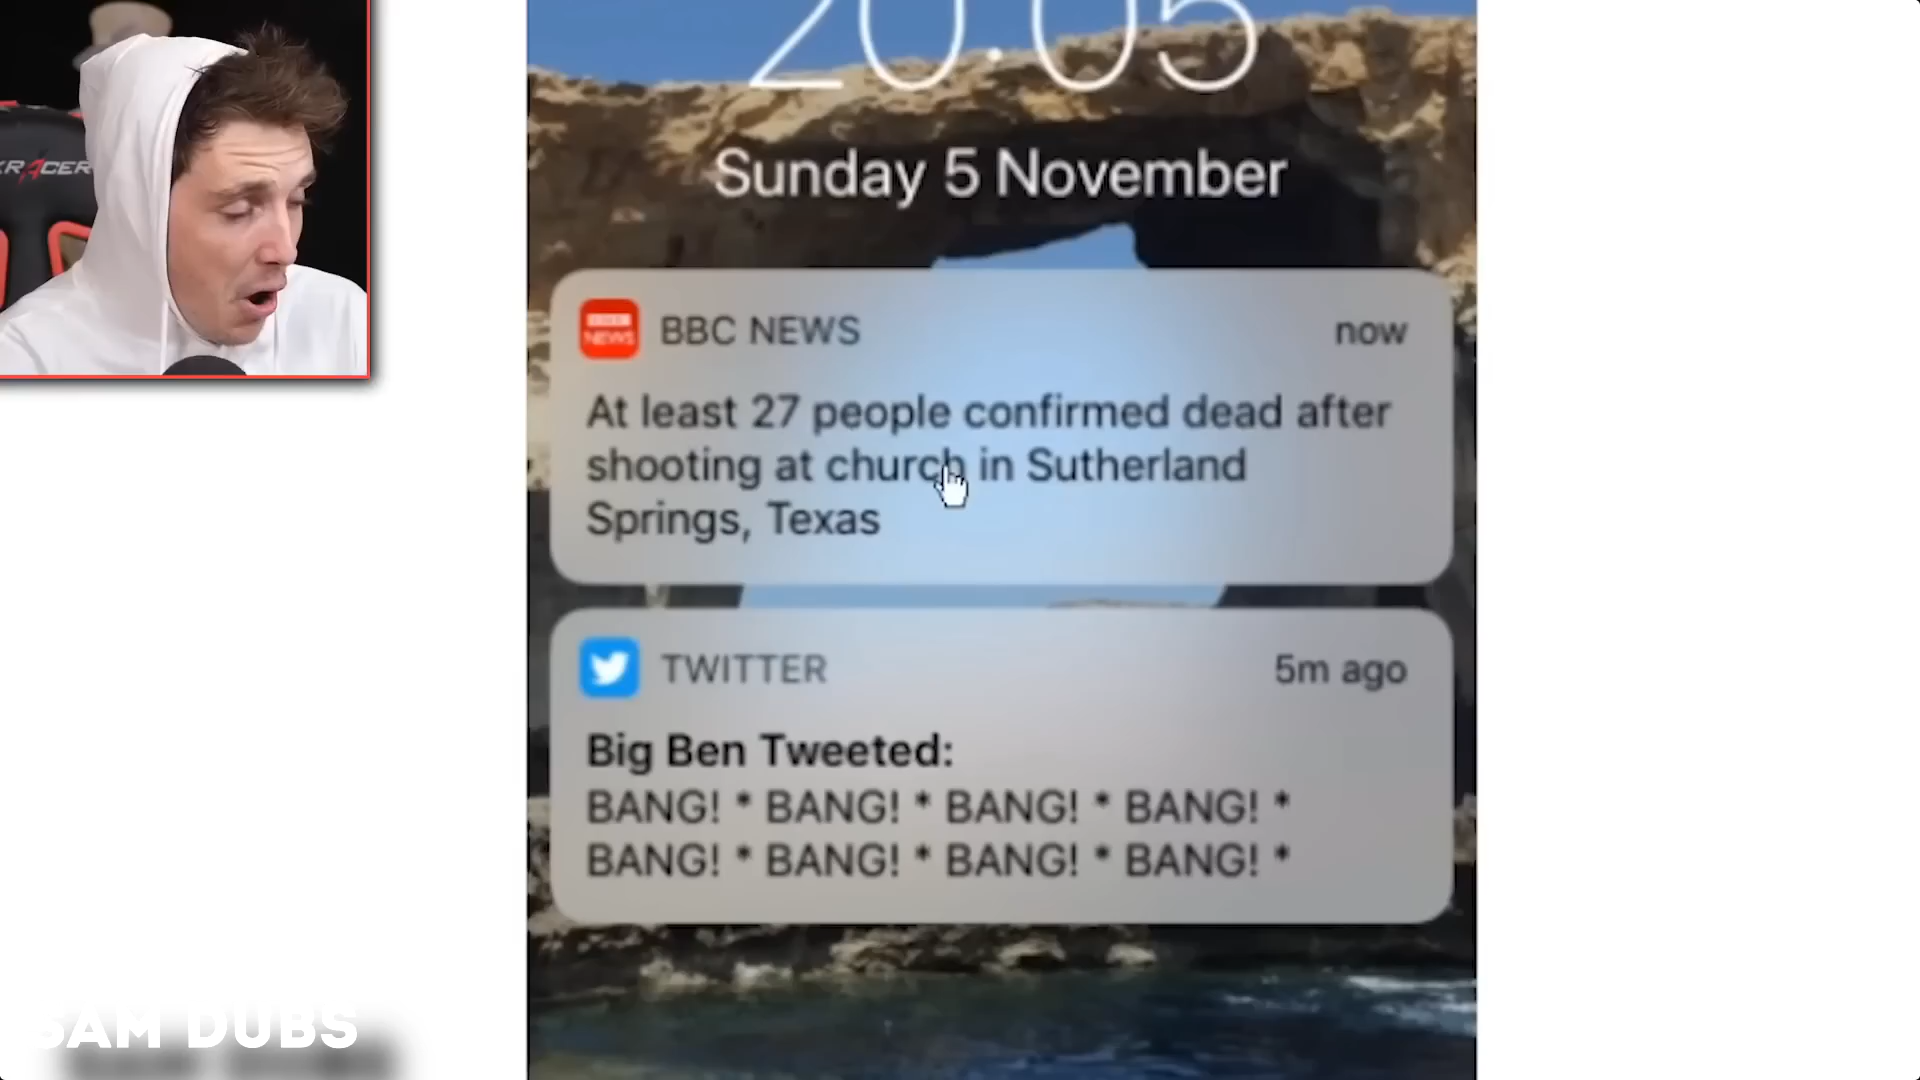 20:05
Sunday 5 November
BBC NEWS now
NEWS
At least 27 people confirmed dead after
shooting at church in Sutherland
Springs, Texas
TWITTER 5m ago
Big Ben Tweeted:
BANG! * BANG! * BANG! * BANG! *
BANG! * BANG! * BANG! * BANG! *
SAM DUBS